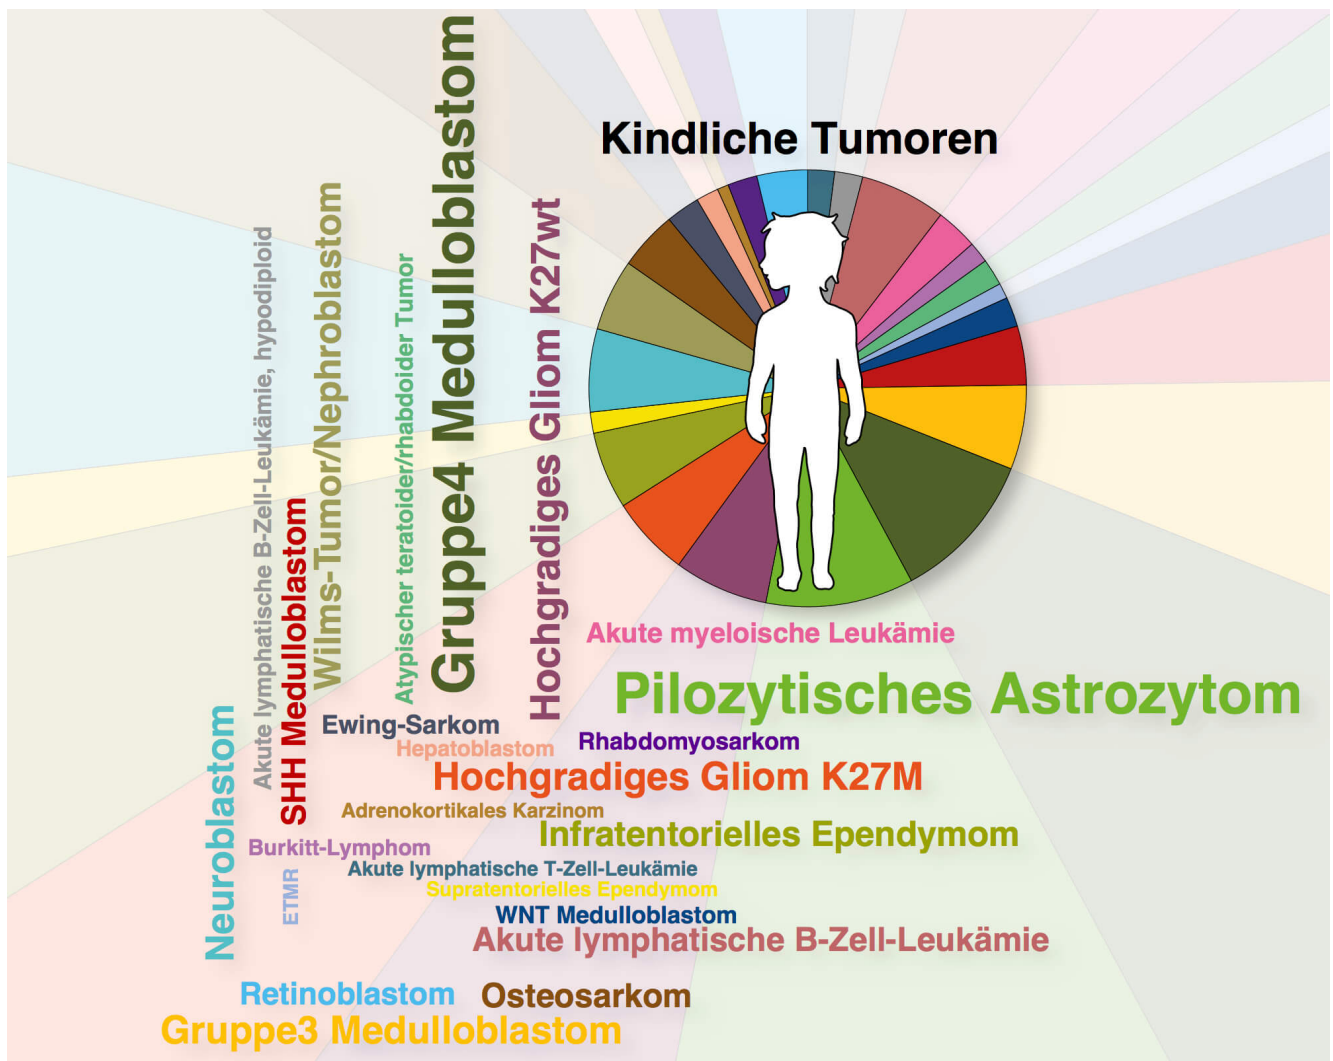 Kindliche Tumoren
Neuroblastom
Akute lymphatische B-Zell-Leukämie, hypodiploid
SHH Medulloblastom
Wilms-Tumor/Nephroblastom
Atypischer teratoider/rhabdoider Tumor
Gruppe4 Medulloblastom
Hochgradiges Gliom K27wt
Akute myeloische Leukämie
Pilozytisches Astrozytom
Ewing-Sarkom
Hepatoblastom
Rhabdomyosarkom
Hochgradiges Gliom K27M
Adrenokortikales Karzinom
Infratentorielles Ependymom
Burkitt-Lymphom
Akute lymphatische T-Zell-Leukämie
ETMR
Supratentorielles Ependymom
WNT Medulloblastom
Akute lymphatische B-Zell-Leukämie
Retinoblastom
Osteosarkom
Gruppe3 Medulloblastom